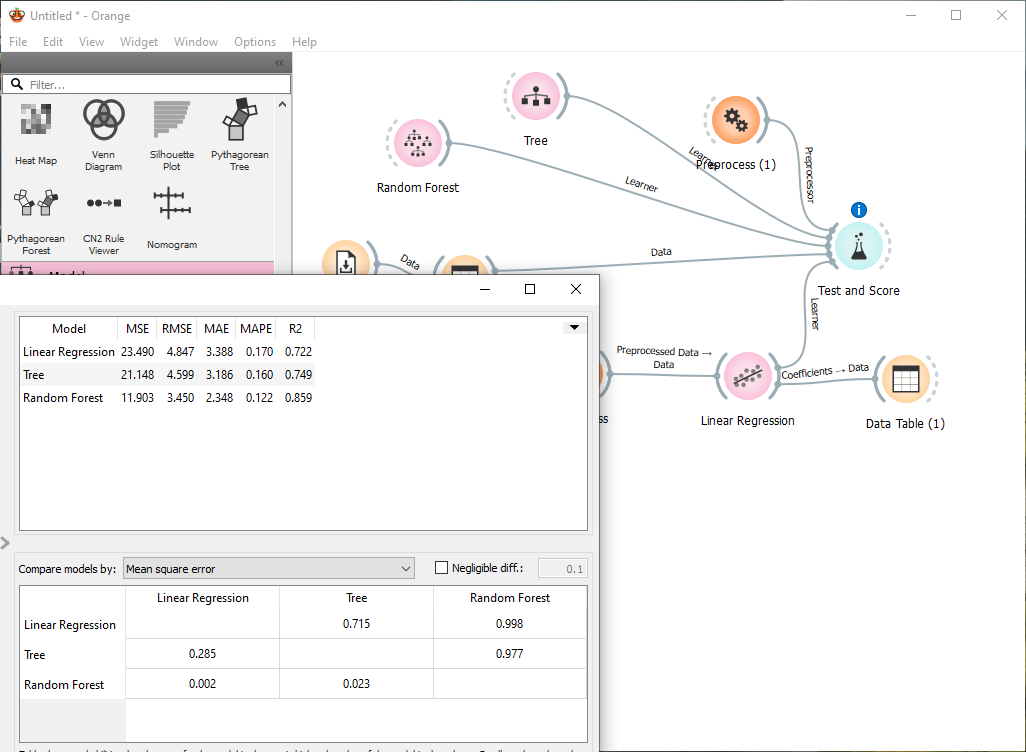 Untitled * - Orange
File Edit View Widget Window Options Help
Filter...
Heat Map
Venn Diagram
Silhouette Plot
Pythagorean Tree
Pythagorean Forest
CN2 Rule Viewer
Nomogram
Model
Tree
Random Forest
Preprocess (1)
Learner
Learner
Preprocessor
Data
Data
Test and Score
Learner
Preprocessed Data → Data
Linear Regression
Coefficients → Data
Data Table (1)
ss
Model MSE RMSE MAE MAPE R2
Linear Regression 23.490 4.847 3.388 0.170 0.722
Tree 21.148 4.599 3.186 0.160 0.749
Random Forest 11.903 3.450 2.348 0.122 0.859
Compare models by: Mean square error Negligible diff.: 0.1
Linear Regression Tree Random Forest
Linear Regression 0.715 0.998
Tree 0.285 0.977
Random Forest 0.002 0.023